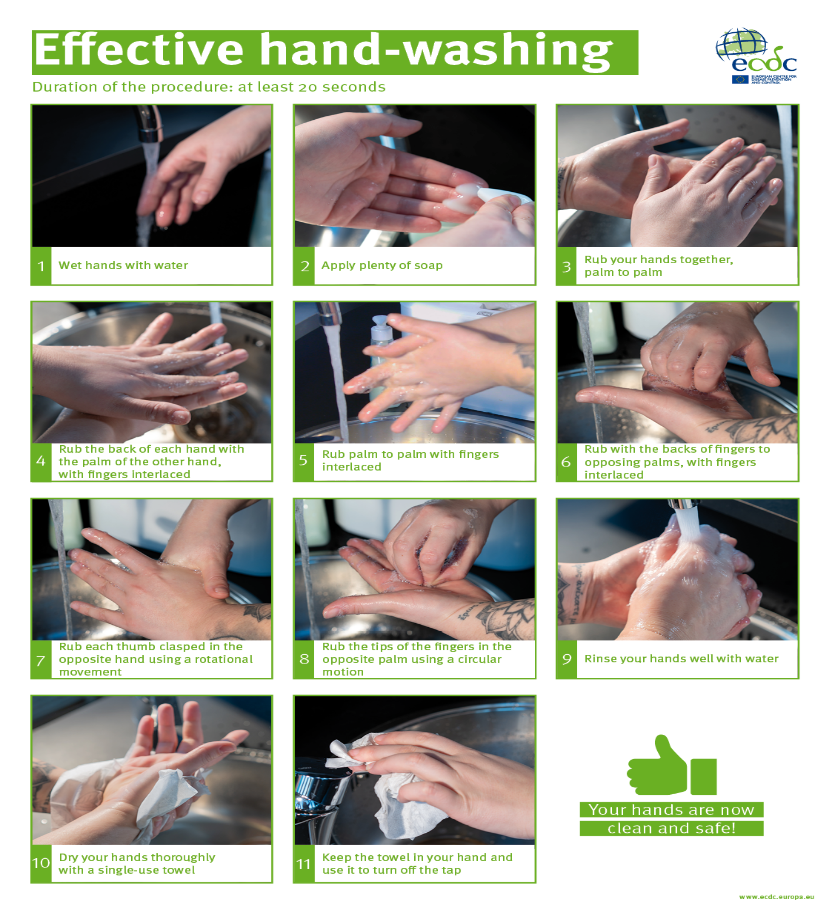 Effective hand-washing
ecdc
EUROPEAN CENTRE FOR
DISEASE PREVENTION
AND CONTROL
Duration of the procedure: at least 20 seconds
1 Wet hands with water
2 Apply plenty of soap
3 Rub your hands together,
palm to palm
4 Rub the back of each hand with
the palm of the other hand,
with fingers interlaced
5 Rub palm to palm with fingers
interlaced
6 Rub with the backs of fingers to
opposing palms, with fingers
interlaced
7 Rub each thumb clasped in the
opposite hand using a rotational
movement
8 Rub the tips of the fingers in the
opposite palm using a circular
motion
9 Rinse your hands well with water
10 Dry your hands thoroughly
with a single-use towel
11 Keep the towel in your hand and
use it to turn off the tap
Your hands are now
clean and safe!
www.ecdc.europa.eu